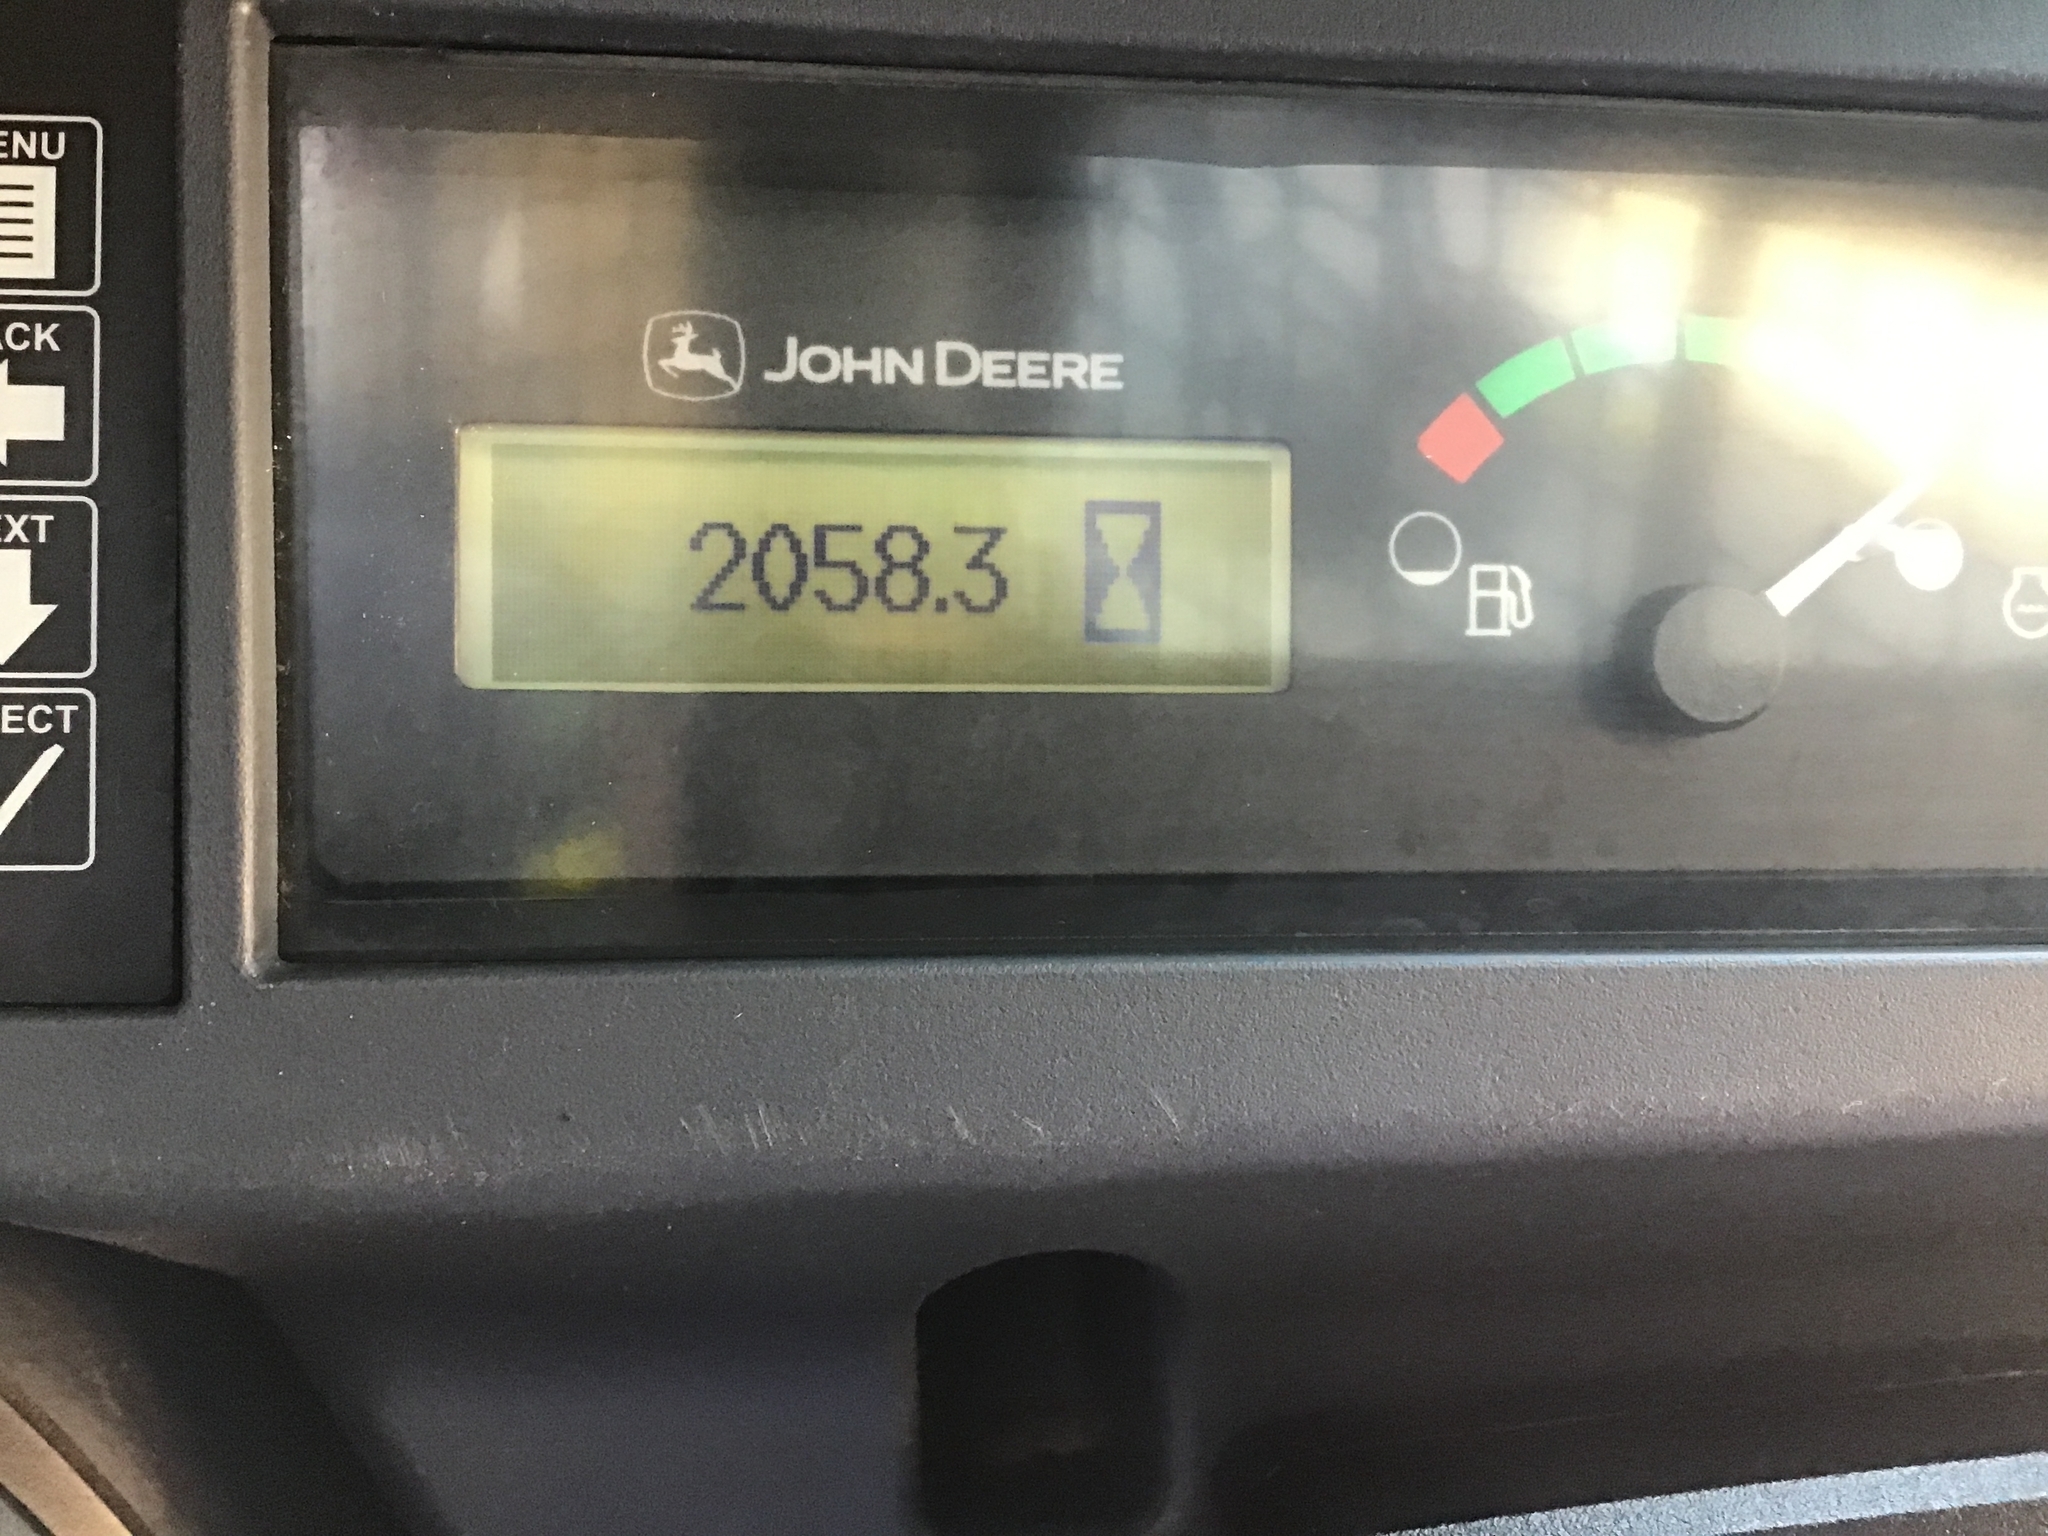 ENU
ACK
EXT
ECT
JOHN DEERE
2058.3